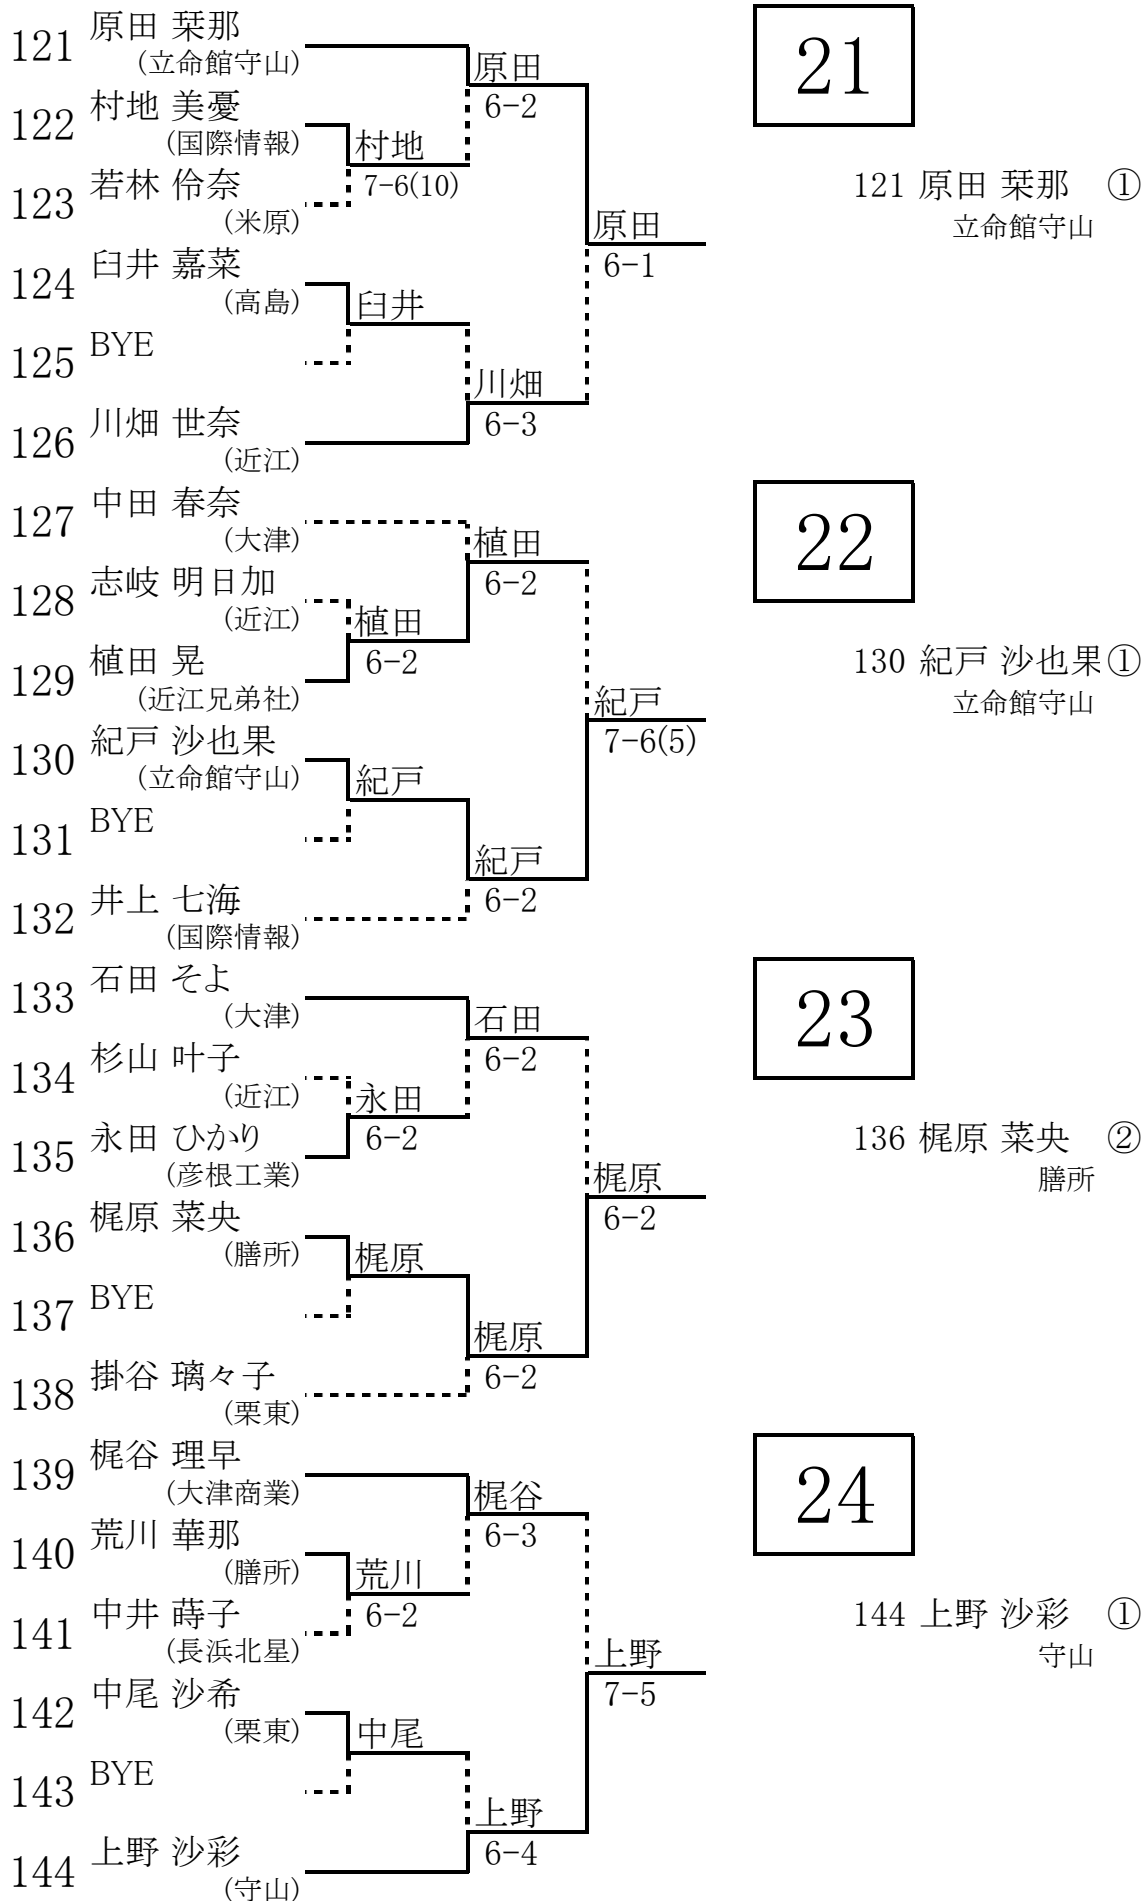 121 原田 栞那
(立命館守山)
原田
6-2
122 村地 美憂
(国際情報)
村地
7-6(10)
123 若林 伶奈
(米原)
原田
6-1
124 臼井 嘉菜
(高島)
臼井
125 BYE
川畑
6-3
126 川畑 世奈
(近江)
21
121 原田 栞那 ①
立命館守山
127 中田 春奈
(大津)
植田
6-2
128 志岐 明日加
(近江)
植田
6-2
129 植田 晃
(近江兄弟社)
紀戸
7-6(5)
130 紀戸 沙也果
(立命館守山)
紀戸
131 BYE
紀戸
6-2
132 井上 七海
(国際情報)
22
130 紀戸 沙也果①
立命館守山
133 石田 そよ
(大津)
石田
6-2
134 杉山 叶子
(近江)
永田
6-2
135 永田 ひかり
(彦根工業)
梶原
6-2
136 梶原 菜央
(膳所)
梶原
137 BYE
梶原
6-2
138 掛谷 璃々子
(栗東)
23
136 梶原 菜央 ②
膳所
139 梶谷 理早
(大津商業)
梶谷
6-3
140 荒川 華那
(膳所)
荒川
6-2
141 中井 蒔子
(長浜北星)
上野
7-5
142 中尾 沙希
(栗東)
中尾
143 BYE
上野
6-4
144 上野 沙彩
(守山)
24
144 上野 沙彩 ①
守山